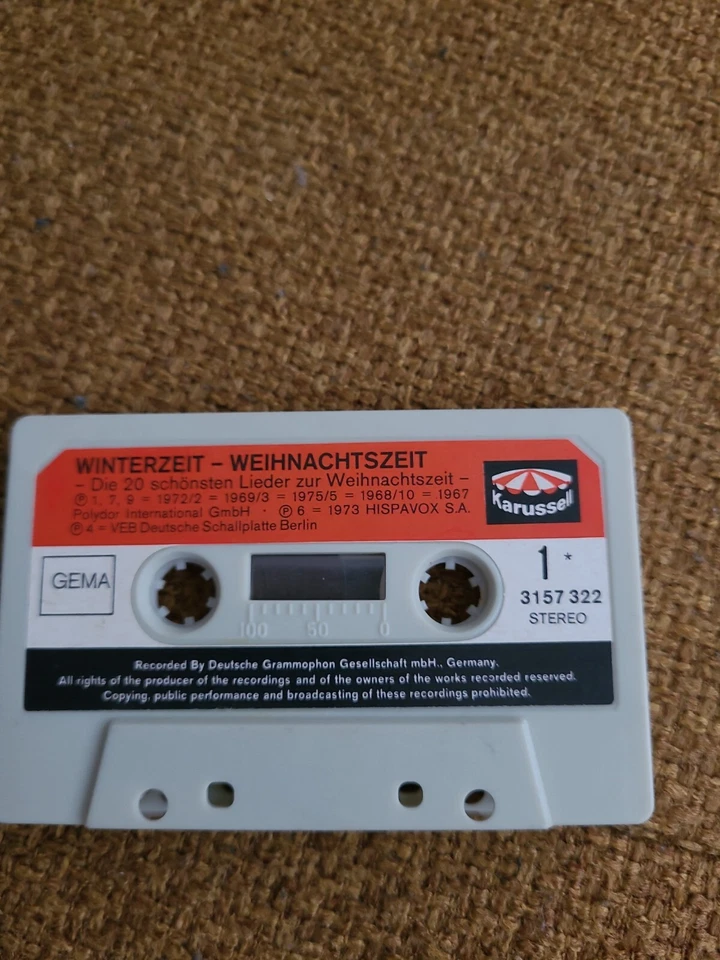 WINTERZEIT – WEIHNACHTSZEIT
– Die 20 schönsten Lieder zur Weihnachtszeit –
Ⓟ 1, 7, 9 = 1972/2 = 1969/3 = 1975/5 = 1968/10 = 1967
Polydor International GmbH · Ⓟ 6 = 1973 HISPAVOX S.A.
Ⓟ 4 = VEB Deutsche Schallplatte Berlin
Karussell
GEMA
100 50 0
1 *
3157 322
STEREO
Recorded By Deutsche Grammophon Gesellschaft mbH., Germany.
All rights of the producer of the recordings and of the owners of the works recorded reserved.
Copying, public performance and broadcasting of these recordings prohibited.